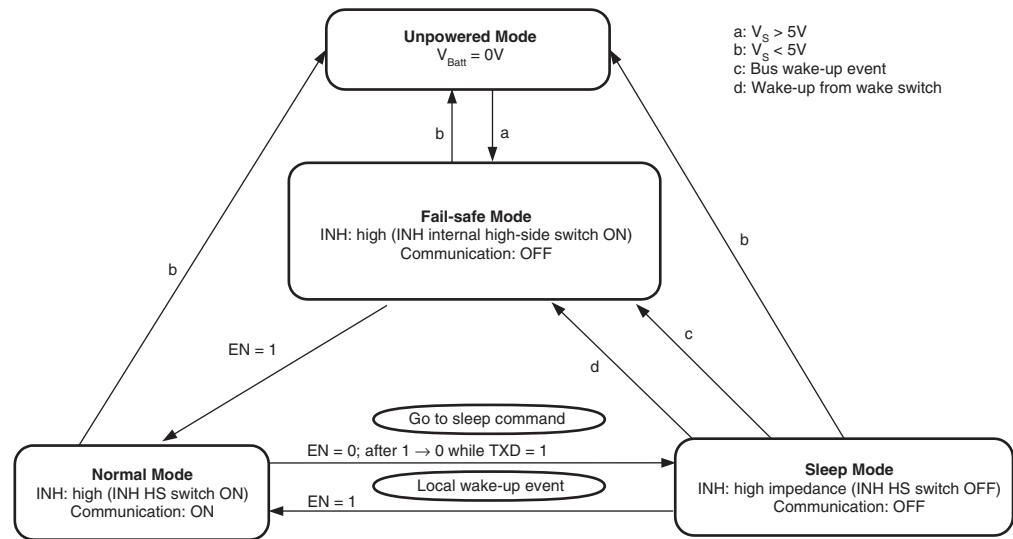 Unpowered Mode
V_Batt = 0V
a: V_S > 5V
b: V_S < 5V
c: Bus wake-up event
d: Wake-up from wake switch
b
a
Fail-safe Mode
INH: high (INH internal high-side switch ON)
Communication: OFF
b
b
EN = 1
d
c
Go to sleep command
EN = 0; after 1 → 0 while TXD = 1
Local wake-up event
EN = 1
Normal Mode
INH: high (INH HS switch ON)
Communication: ON
Sleep Mode
INH: high impedance (INH HS switch OFF)
Communication: OFF